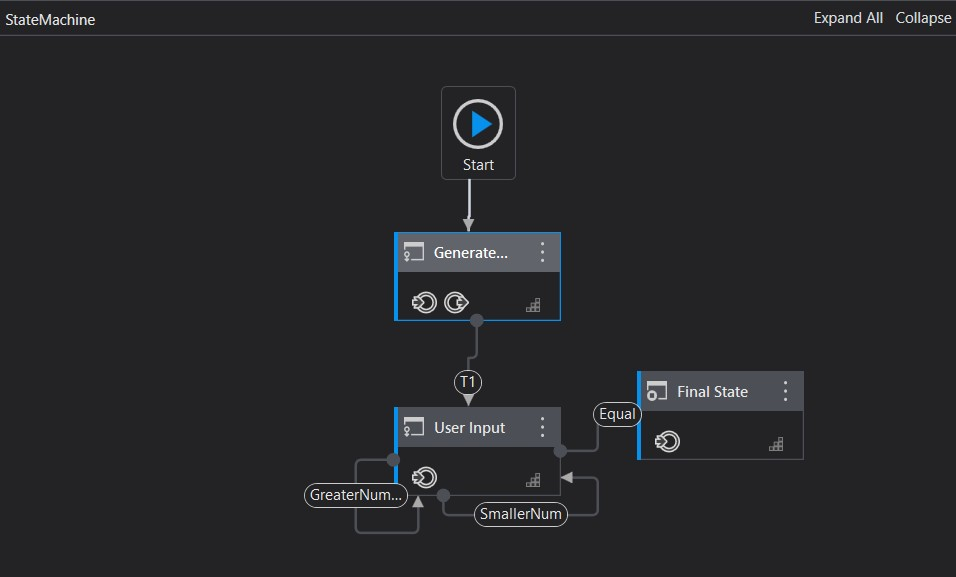 StateMachine
Expand All
Collapse
Start
Generate...
T1
Final State
Equal
User Input
GreaterNum...
SmallerNum